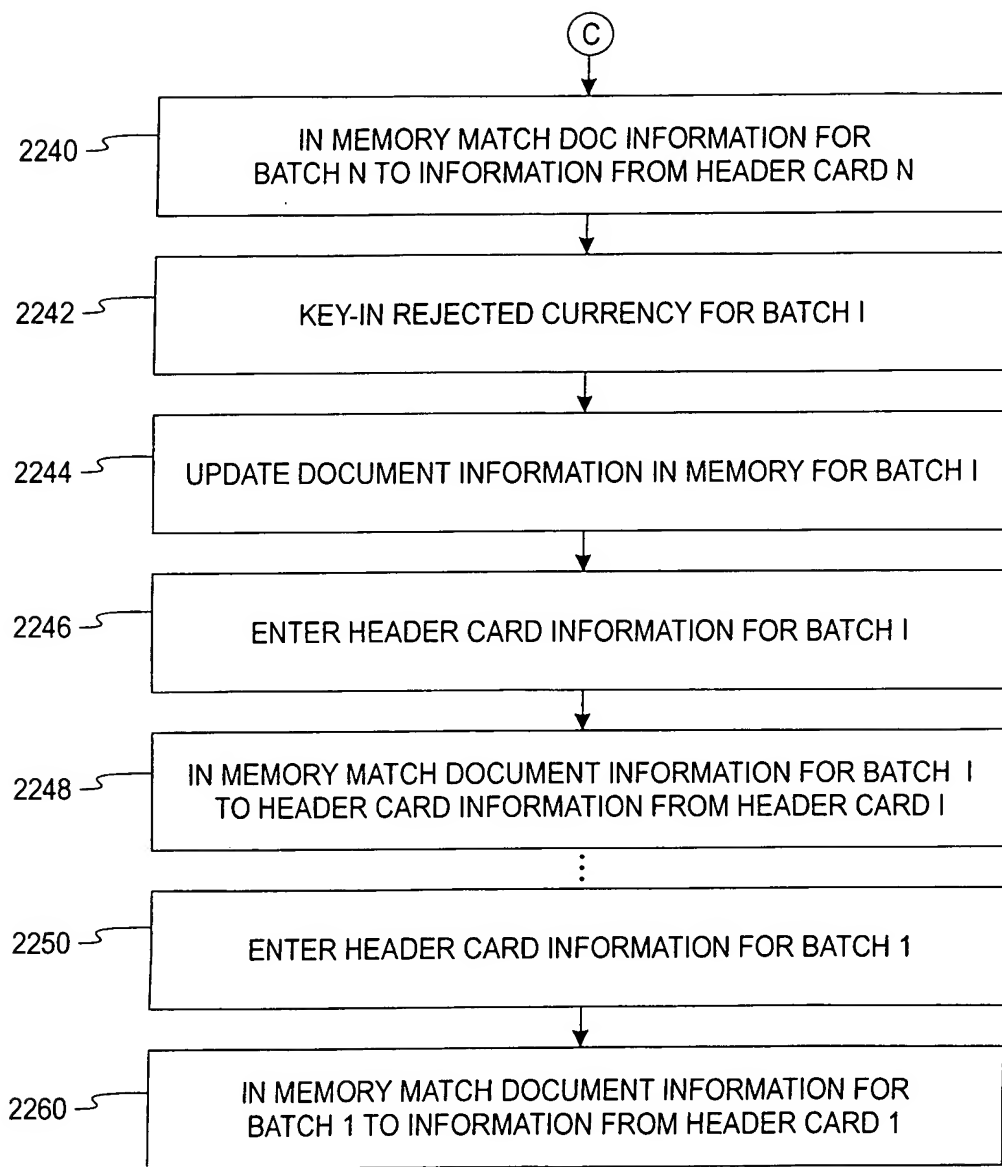 C
2240
IN MEMORY MATCH DOC INFORMATION FOR
BATCH N TO INFORMATION FROM HEADER CARD N
2242
KEY-IN REJECTED CURRENCY FOR BATCH I
2244
UPDATE DOCUMENT INFORMATION IN MEMORY FOR BATCH I
2246
ENTER HEADER CARD INFORMATION FOR BATCH I
2248
IN MEMORY MATCH DOCUMENT INFORMATION FOR BATCH I
TO HEADER CARD INFORMATION FROM HEADER CARD I
2250
ENTER HEADER CARD INFORMATION FOR BATCH 1
2260
IN MEMORY MATCH DOCUMENT INFORMATION FOR
BATCH 1 TO INFORMATION FROM HEADER CARD 1